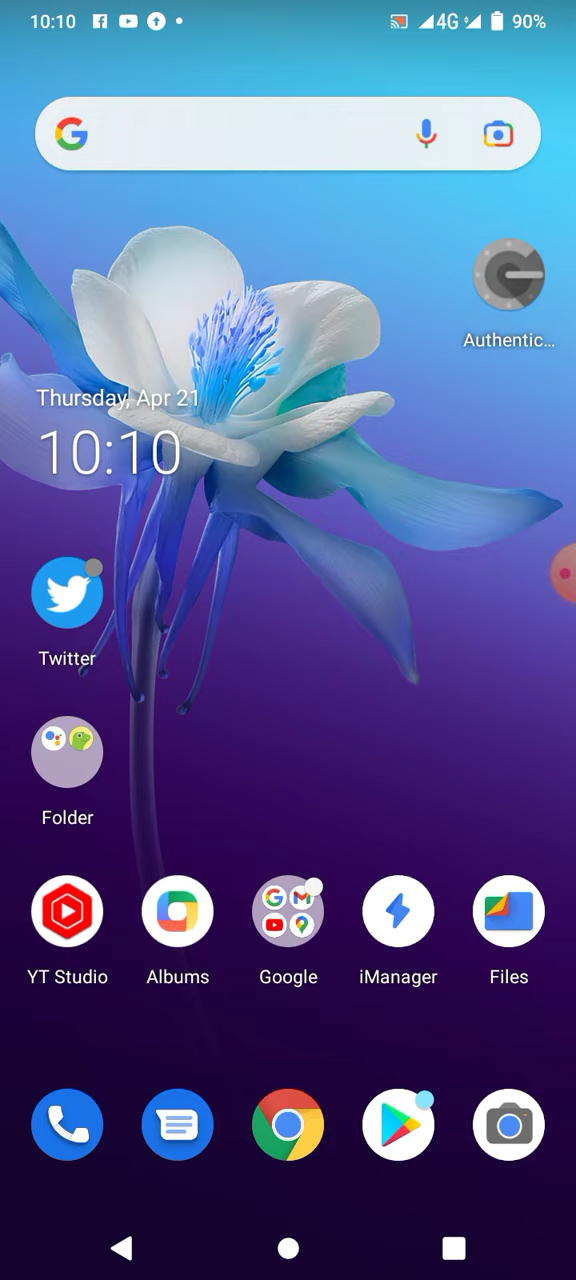 10:10
4G
90%
Authentic...
Thursday, Apr 21
10:10
Twitter
Folder
YT Studio
Albums
Google
iManager
Files